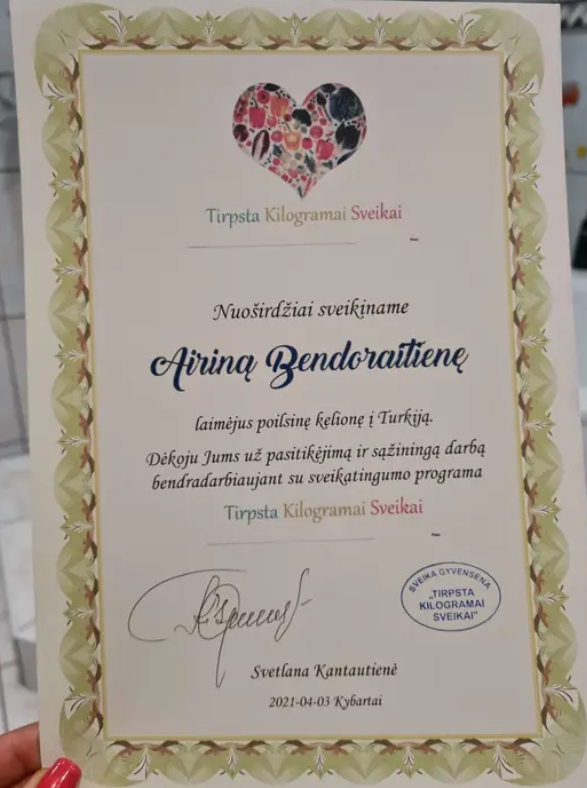 Tirpsta Kilogramai Sveikai
Nuoširdžiai sveikiname
Airiną Bendoraitienę
laimėjus poilsinę kelionę į Turkiją.
Dėkoju Jums už pasitikėjimą ir sąžiningą darbą
bendradarbiaujant su sveikatingumo programa
Tirpsta Kilogramai Sveikai
SVEIKA GYVENSENA
„TIRPSTA
KILOGRAMAI
SVEIKAI“
Svetlana Kantautienė
2021-04-03 Kybartai